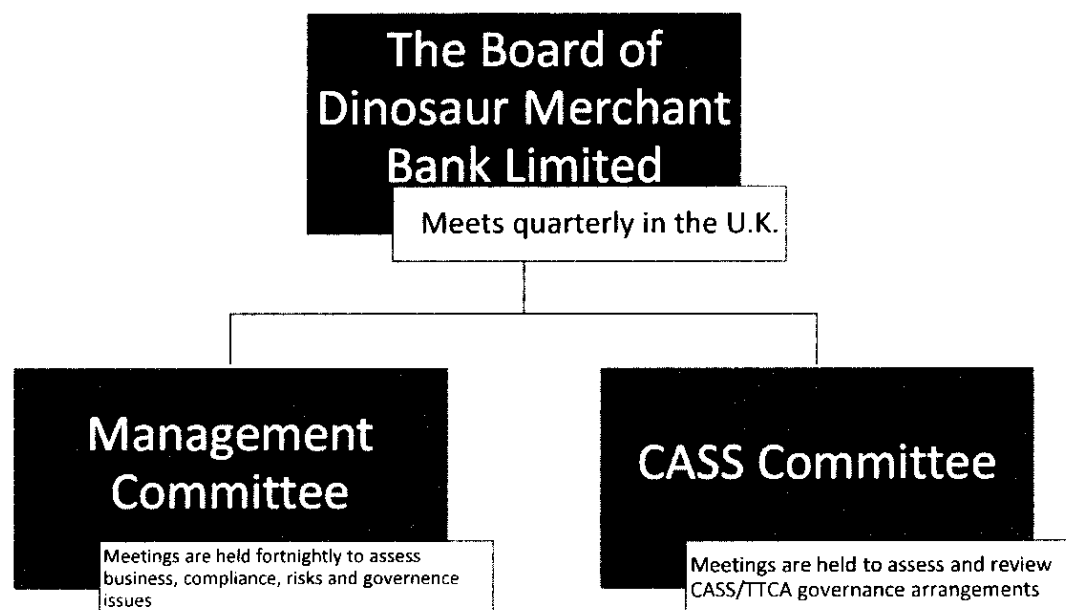 The Board of
Dinosaur Merchant
Bank Limited
Meets quarterly in the U.K.
Management
Committee
Meetings are held fortnightly to assess
business, compliance, risks and governence
issues
CASS Committee
Meetings are held to assess and review
CASS/TTCA governance arrangements